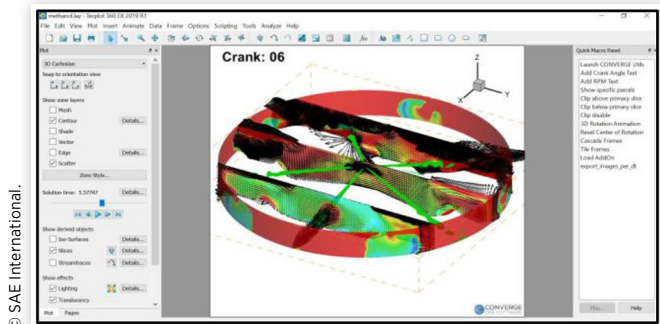 methanol.lay - Tecplot 360 EX 2019 R1
File Edit View Plot Insert Animate Data Frame Options Scripting Tools Analyze Help
Plot
3D Cartesian
Snap to orientation view
Show zone layers
Mesh
Contour Details...
Shade
Vector
Edge Details...
Scatter
Zone Style...
Solution time: 5.57747 Details...
Show derived objects
Iso-Surfaces Details...
Slices Details...
Streamtraces Details...
Show effects
Lighting Details...
Translucency
Plot Pages
Crank: 06
Z
X
Y
CONVERGE
CFD SOFTWARE
Quick Macro Panel
Launch CONVERGE Utils
Add Crank Angle Text
Add RPM Text
Show specific parcels
Clip above primary slice
Clip below primary slice
Clip disable
3D Rotation Animation
Reset Center of Rotation
Cascade Frames
Tile Frames
Load AddOn
export_images_per_dt
Play... Help
© SAE International.